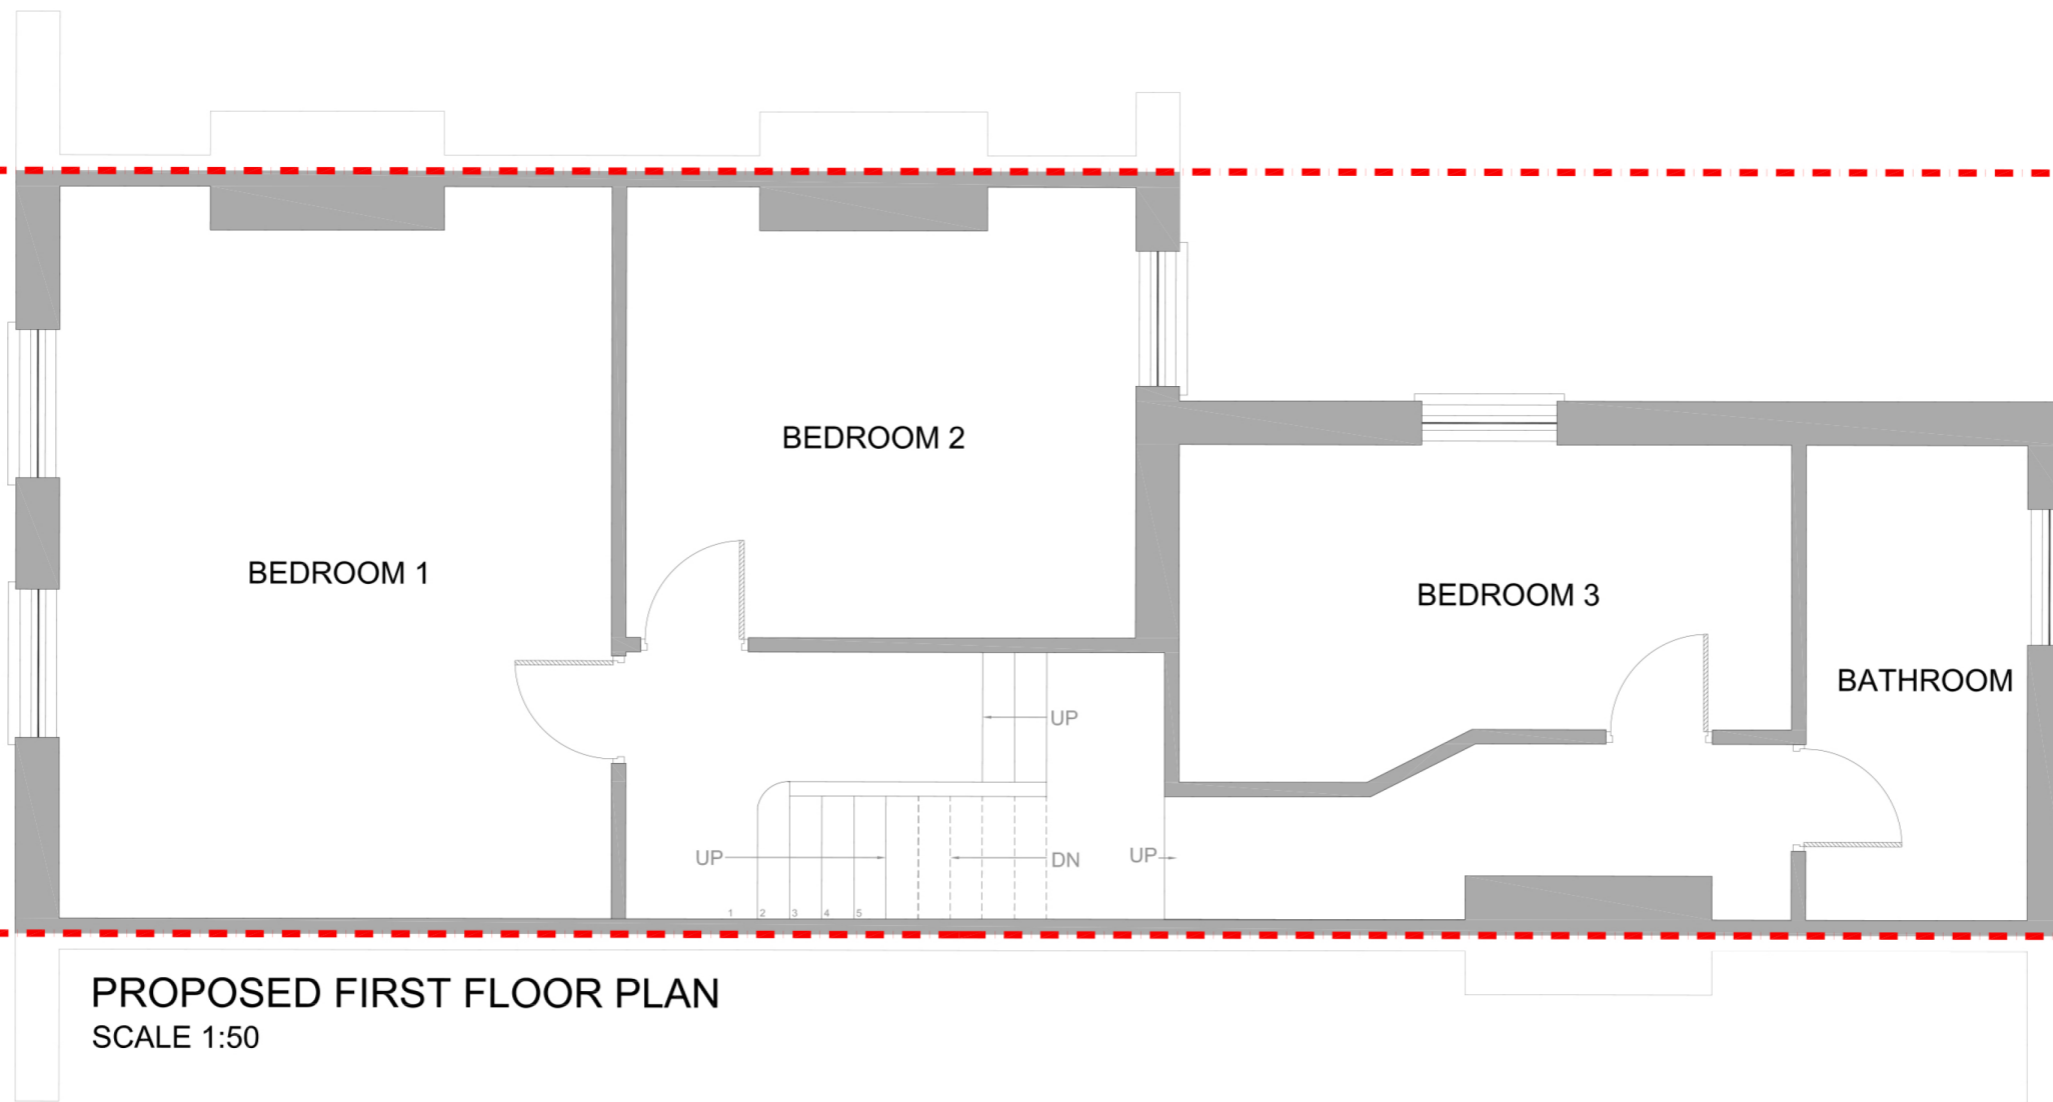 BEDROOM 2
BEDROOM 1
BEDROOM 3
BATHROOM
UP
UP
DN
UP
1 2 3 4 5
PROPOSED FIRST FLOOR PLAN
SCALE 1:50